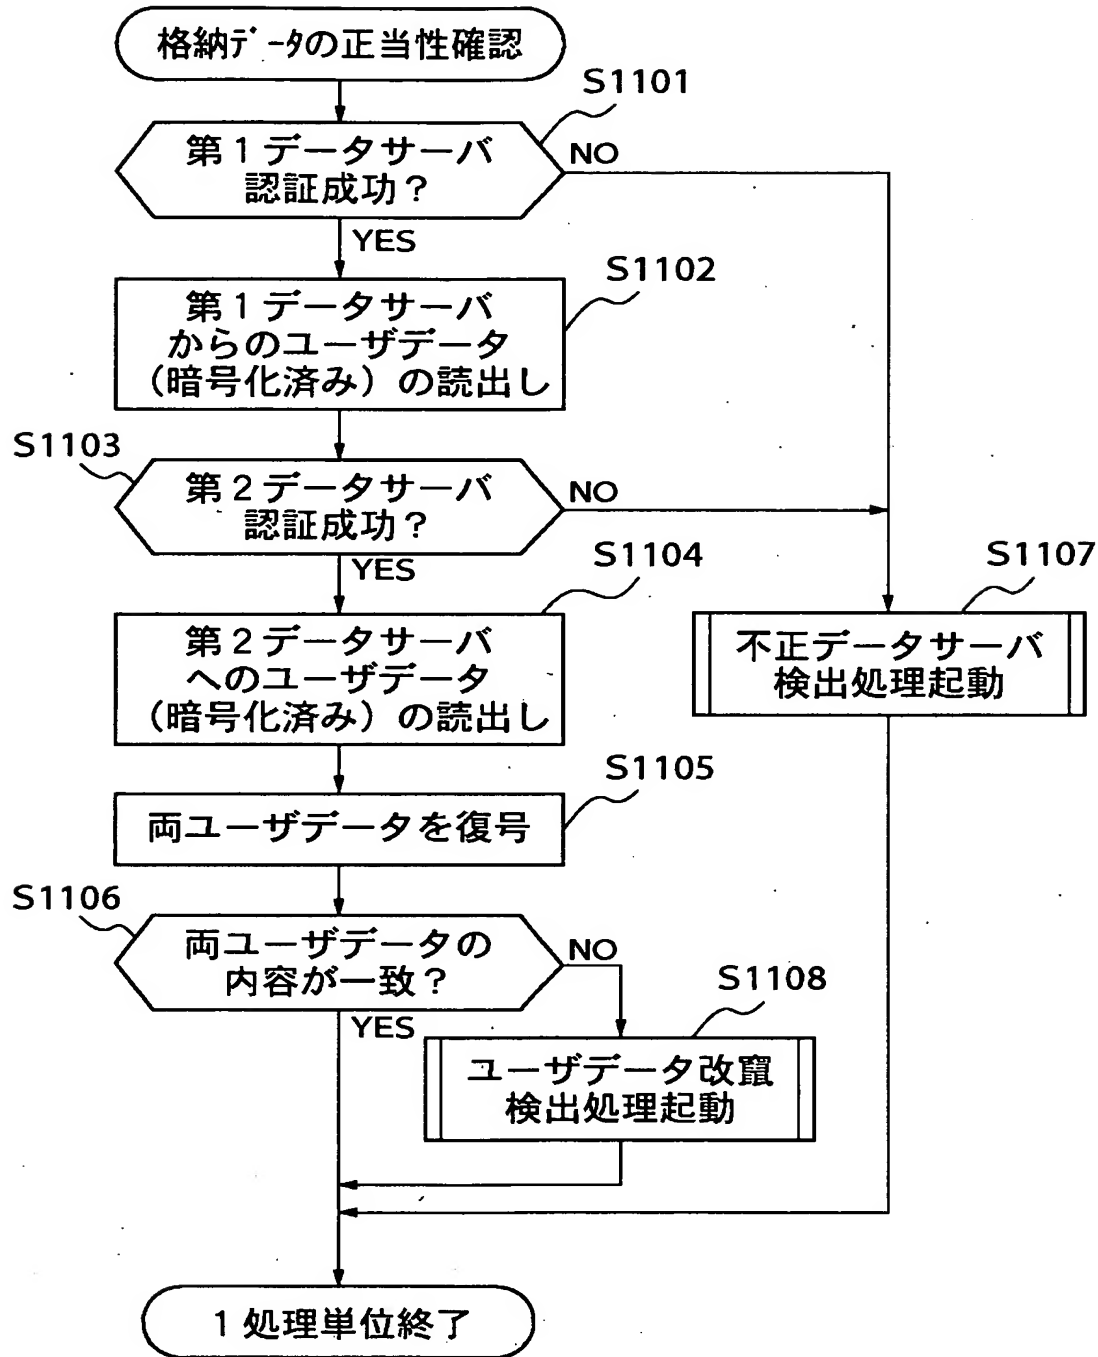 格納データの正当性確認
S1101
第1データサーバ
認証成功？
NO
YES
S1102
第1データサーバ
からのユーザデータ
（暗号化済み）の読出し
S1103
第2データサーバ
認証成功？
NO
YES
S1104
第2データサーバ
へのユーザデータ
（暗号化済み）の読出し
S1107
不正データサーバ
検出処理起動
S1105
両ユーザデータを復号
S1106
両ユーザデータの
内容が一致？
NO
YES
S1108
ユーザデータ改竄
検出処理起動
1処理単位終了